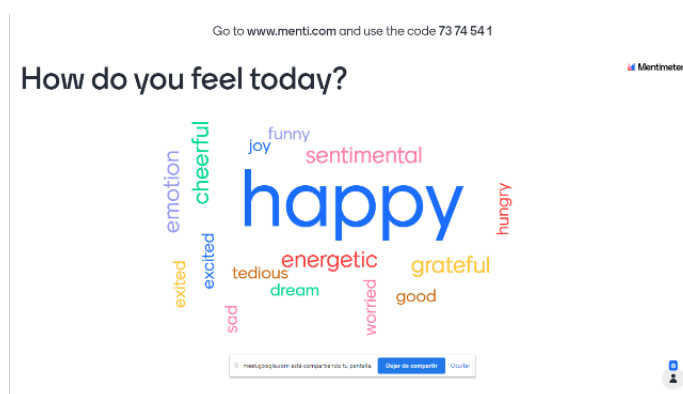 Go to www.menti.com and use the code 73 74 54 1
Mentimeter
How do you feel today?
funny
joy
sentimental
cheerful
emotion
happy
hungry
energetic
grateful
excited
exited
tedious
dream
worried
good
sad
meet.google.com está compartiendo tu pantalla.
Dejar de compartir
Ocultar
8